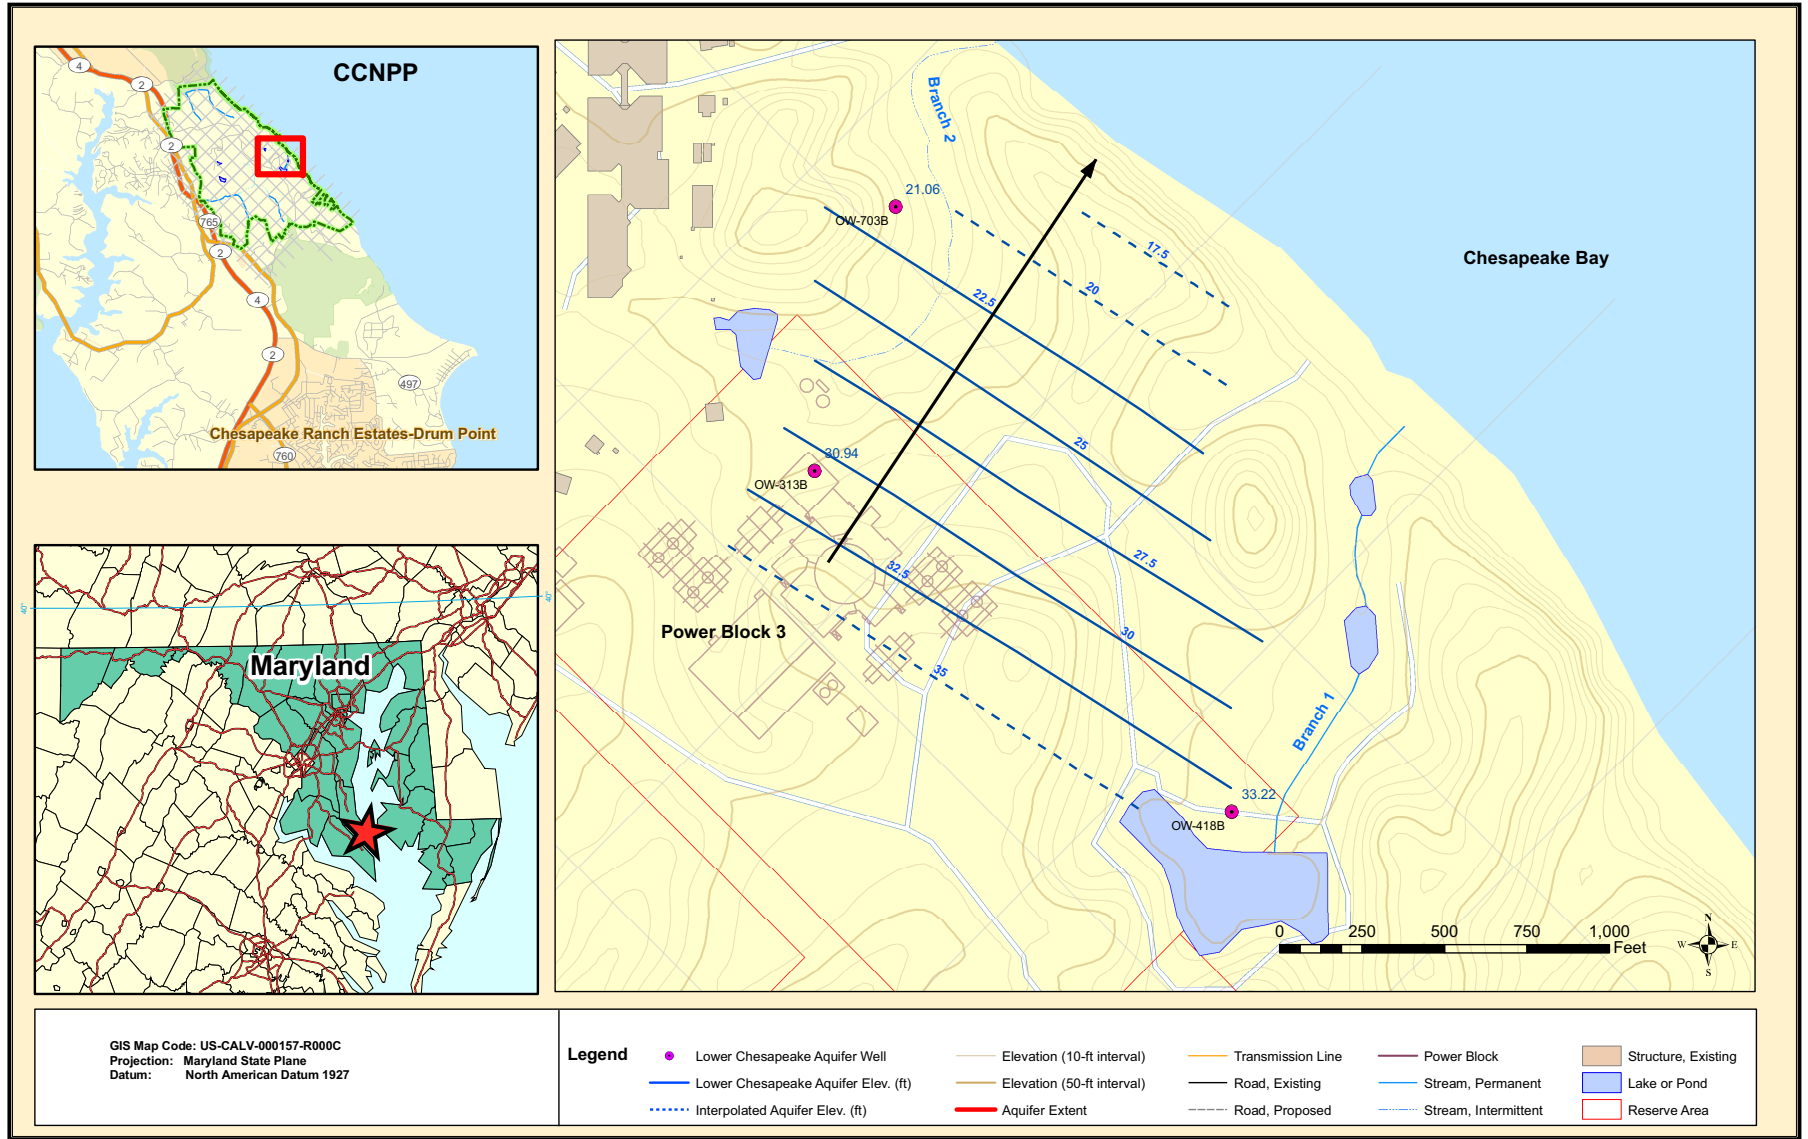 CCNPP
4
2
2
765
2
4
2
497
Chesapeake Ranch Estates-Drum Point
760
40°
40°
Maryland
Branch 2
21.06
OW-703B
17.5
20
22.5
Chesapeake Bay
25
30.94
OW-313B
27.5
32.5
30
Power Block 3
35
Branch 1
33.22
OW-418B
0 250 500 750 1,000
Feet
N
W E
S
GIS Map Code: US-CALV-000157-R000C
Projection: Maryland State Plane
Datum: North American Datum 1927
Legend
Lower Chesapeake Aquifer Well
Lower Chesapeake Aquifer Elev. (ft)
Interpolated Aquifer Elev. (ft)
Elevation (10-ft interval)
Elevation (50-ft interval)
Aquifer Extent
Transmission Line
Road, Existing
Road, Proposed
Power Block
Stream, Permanent
Stream, Intermittent
Structure, Existing
Lake or Pond
Reserve Area